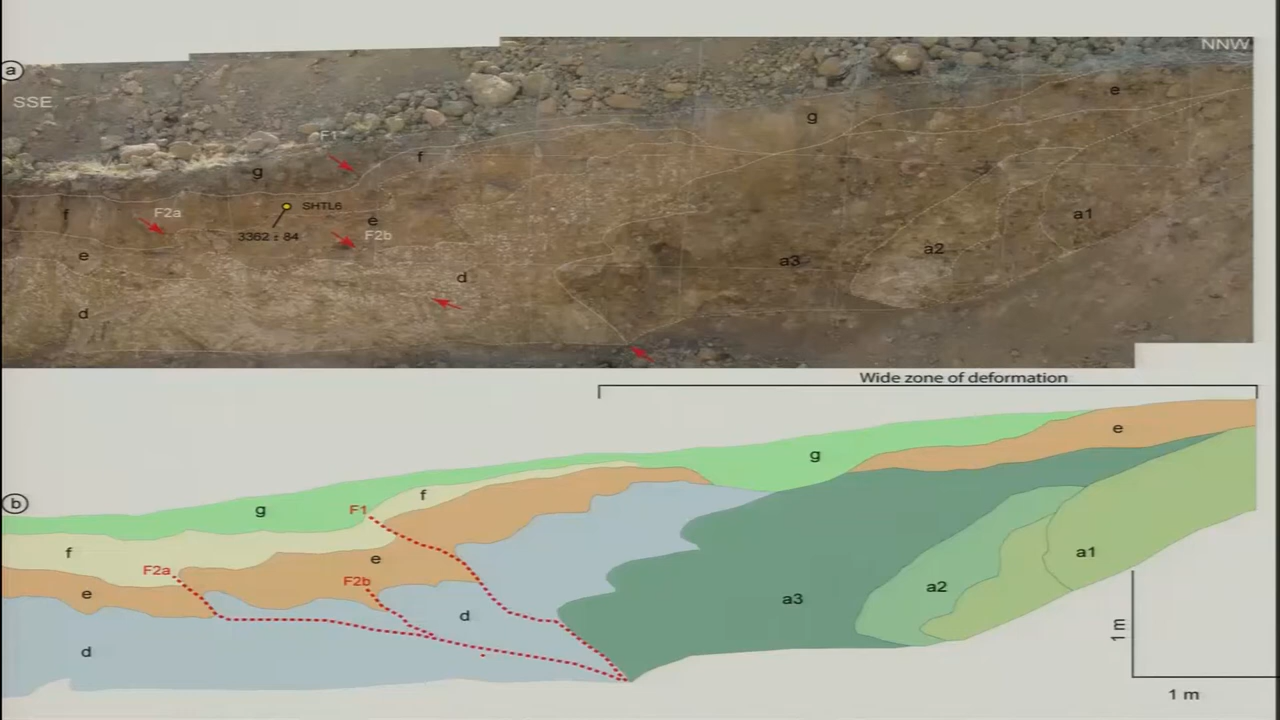 a
NNW
SSE
e
g
F1
f
g
SHTL6
f
F2a
e
a1
3362 ± 84
F2b
a2
e
a3
d
d
Wide zone of deformation
b
e
g
f
g
F1
f
e
a1
F2a
F2b
e
a2
a3
d
1 m
d
1 m